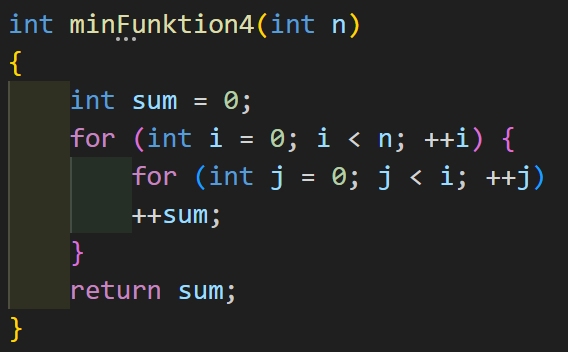 int minFunktion4(int n)
{
int sum = 0;
for (int i = 0; i < n; ++i) {
for (int j = 0; j < i; ++j)
++sum;
}
return sum;
}